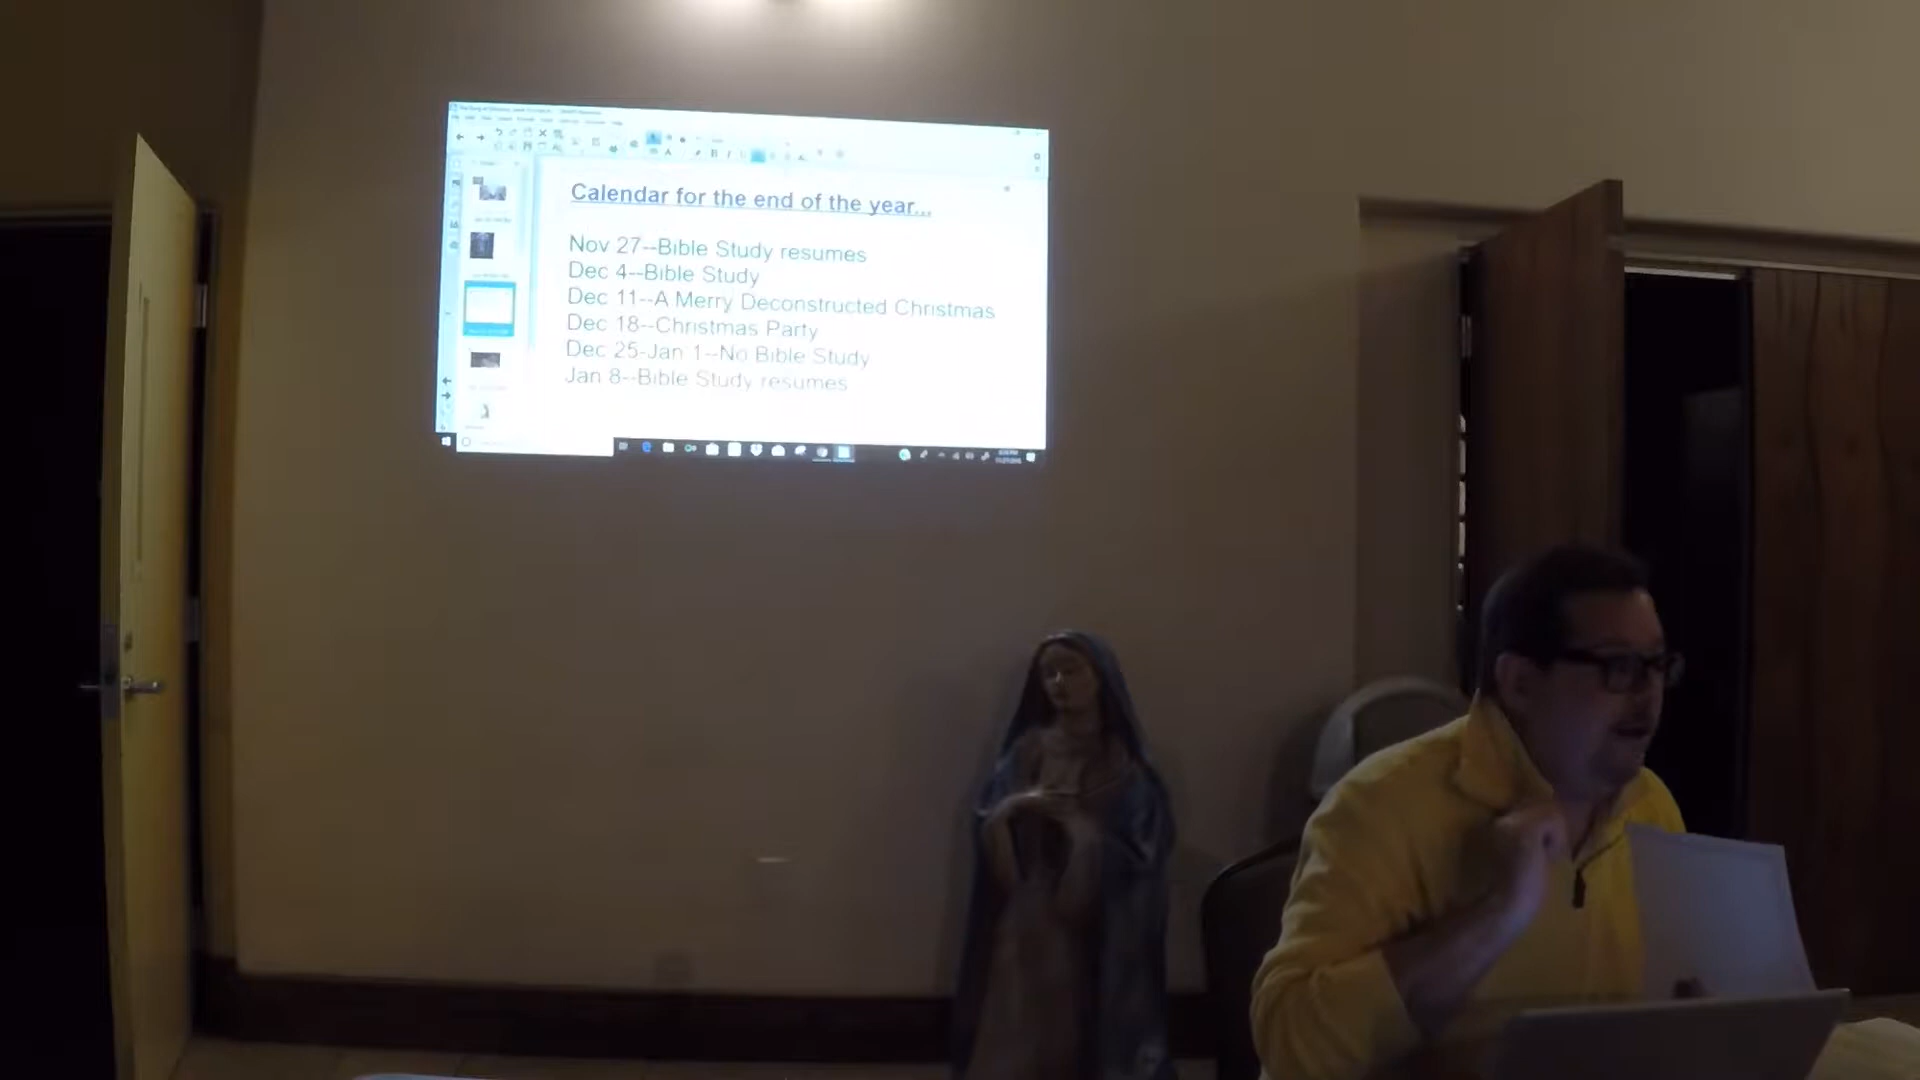 Calendar for the end of the year...
Nov 27--Bible Study resumes
Dec 4--Bible Study
Dec 11--A Merry Deconstructed Christmas
Dec 18--Christmas Party
Dec 25-Jan 1--No Bible Study
Jan 8--Bible Study resumes